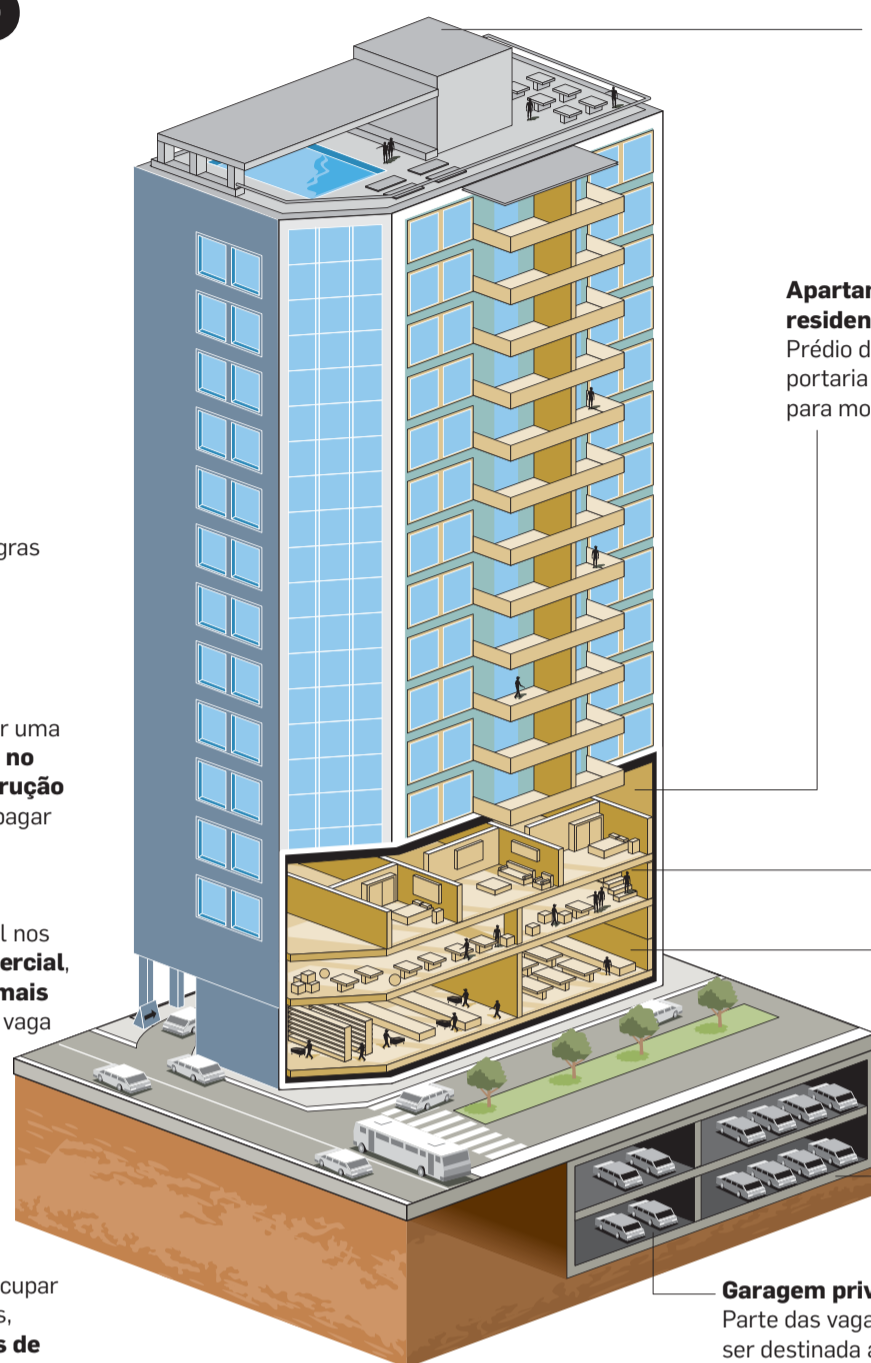 Apartam
residen
Prédio d
portaria
para mo
gras
r uma
no
rução
pagar
l nos
ercial,
mais
vaga
cupar
s,
s de
Garagem priv
Parte das vaga
ser destinada a